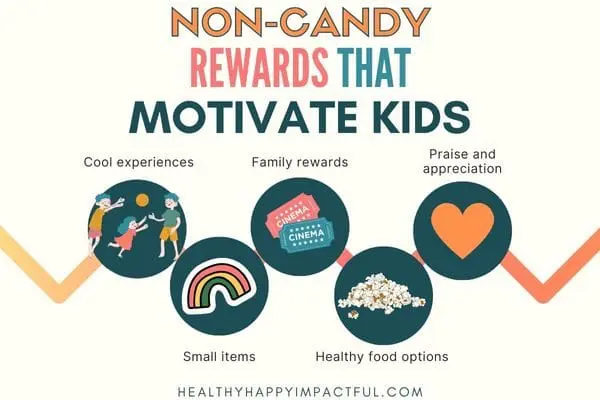 NON-CANDY
REWARDS THAT
MOTIVATE KIDS
Cool experiences
Family rewards
Praise and
appreciation
CINEMA
CINEMA
Small items
Healthy food options
HEALTHYHAPPYIMPACTFUL.COM